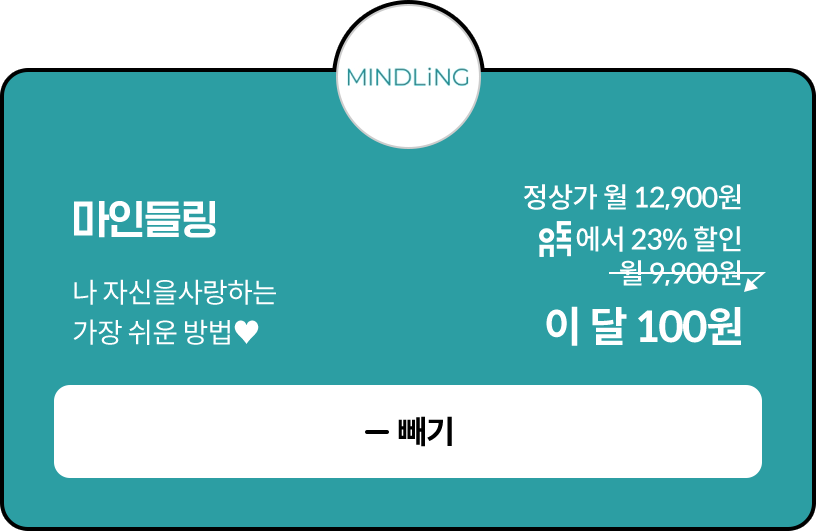 MINDLiNG
마인들링
나 자신을사랑하는
가장 쉬운 방법♥
정상가 월 12,900원
유독에서 23% 할인
월 9,900원
이 달 100원
– 빼기